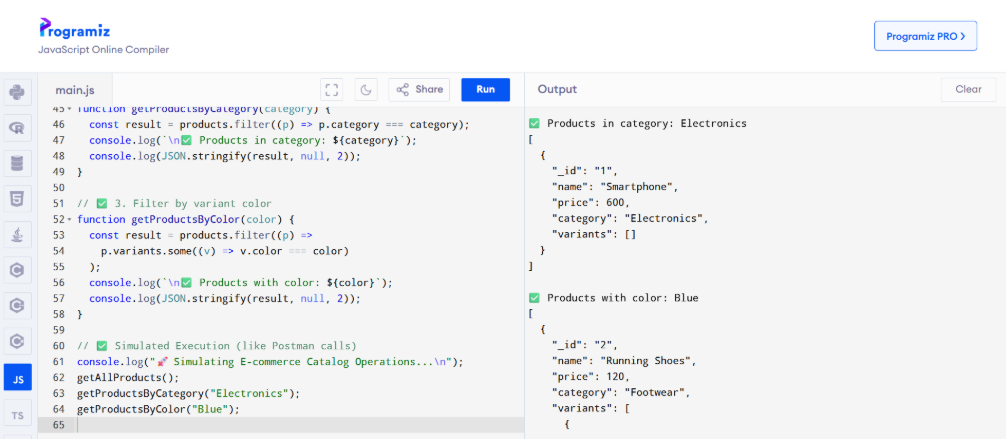 Programiz
JavaScript Online Compiler
Programiz PRO >
main.js
Share
Run
45 function getProductsByCategory(category) {
46 const result = products.filter((p) => p.category === category);
47 console.log(`\n✅ Products in category: ${category}`);
48 console.log(JSON.stringify(result, null, 2));
49 }
50
51 // ✅ 3. Filter by variant color
52 function getProductsByColor(color) {
53 const result = products.filter((p) =>
54 p.variants.some((v) => v.color === color)
55 );
56 console.log(`\n✅ Products with color: ${color}`);
57 console.log(JSON.stringify(result, null, 2));
58 }
59
60 // ✅ Simulated Execution (like Postman calls)
61 console.log("🚀 Simulating E-commerce Catalog Operations...\n");
62 getAllProducts();
63 getProductsByCategory("Electronics");
64 getProductsByColor("Blue");
65
JS
TS
Output
Clear
✅ Products in category: Electronics
[
{
"_id": "1",
"name": "Smartphone",
"price": 600,
"category": "Electronics",
"variants": []
}
]
✅ Products with color: Blue
[
{
"_id": "2",
"name": "Running Shoes",
"price": 120,
"category": "Footwear",
"variants": [
{